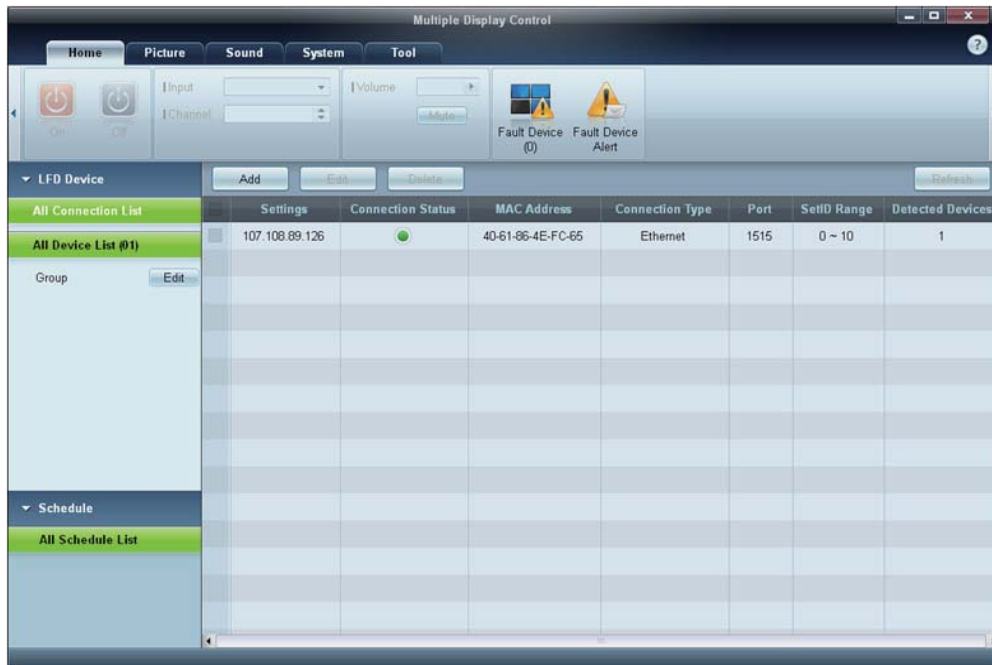 Multiple Display Control
Home Picture Sound System Tool
?
On Off
Input
Channel
Volume
Mute
Fault Device
(0)
Fault Device
Alert
LFD Device
Add Edit Delete Refresh
All Connection List
All Device List (01)
Group Edit
Settings Connection Status MAC Address Connection Type Port SetID Range Detected Devices
107.108.89.126 40-61-86-4E-FC-65 Ethernet 1515 0 ~ 10 1
Schedule
All Schedule List